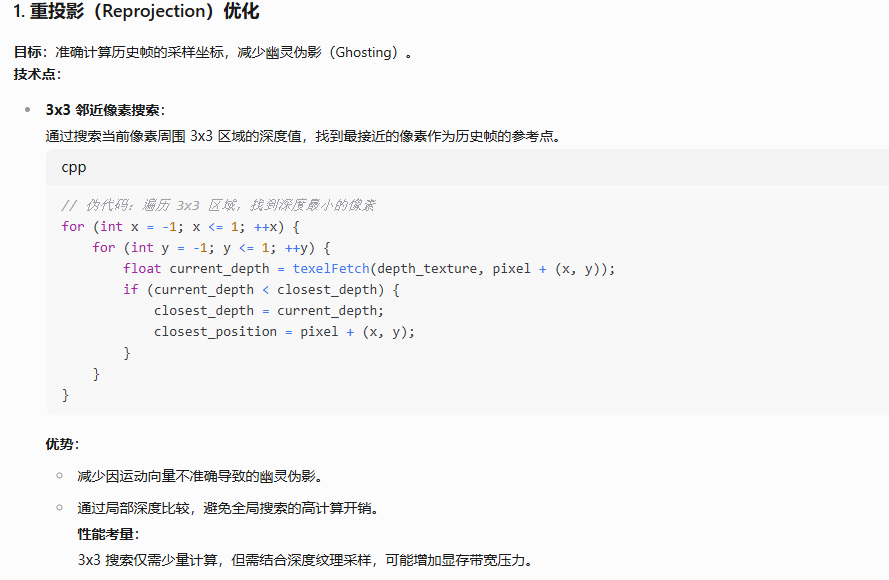 1. 重投影（Reprojection）优化
目标：准确计算历史帧的采样坐标，减少幽灵伪影（Ghosting）。
技术点：
3x3 邻近像素搜索：
通过搜索当前像素周围 3x3 区域的深度值，找到最接近的像素作为历史帧的参考点。
cpp
// 伪代码：遍历 3x3 区域，找到深度最小的像素
for (int x = -1; x <= 1; ++x) {
    for (int y = -1; y <= 1; ++y) {
        float current_depth = texelFetch(depth_texture, pixel + (x, y));
        if (current_depth < closest_depth) {
            closest_depth = current_depth;
            closest_position = pixel + (x, y);
        }
    }
}
优势：
减少因运动向量不准确导致的幽灵伪影。
通过局部深度比较，避免全局搜索的高计算开销。
性能考量：
3x3 搜索仅需少量计算，但需结合深度纹理采样，可能增加显存带宽压力。